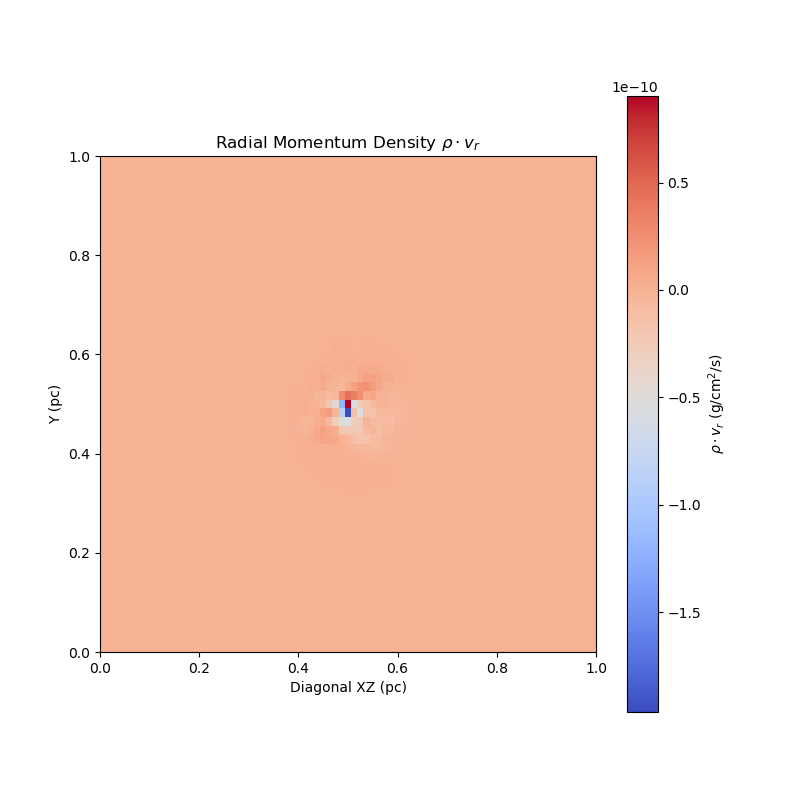 1e−10
Radial Momentum Density ρ · v_r
1.0
0.8
0.6
0.4
0.2
0.0
Y (pc)
0.0 0.2 0.4 0.6 0.8 1.0
Diagonal XZ (pc)
0.5
0.0
−0.5
−1.0
−1.5
ρ · v_r (g/cm²/s)